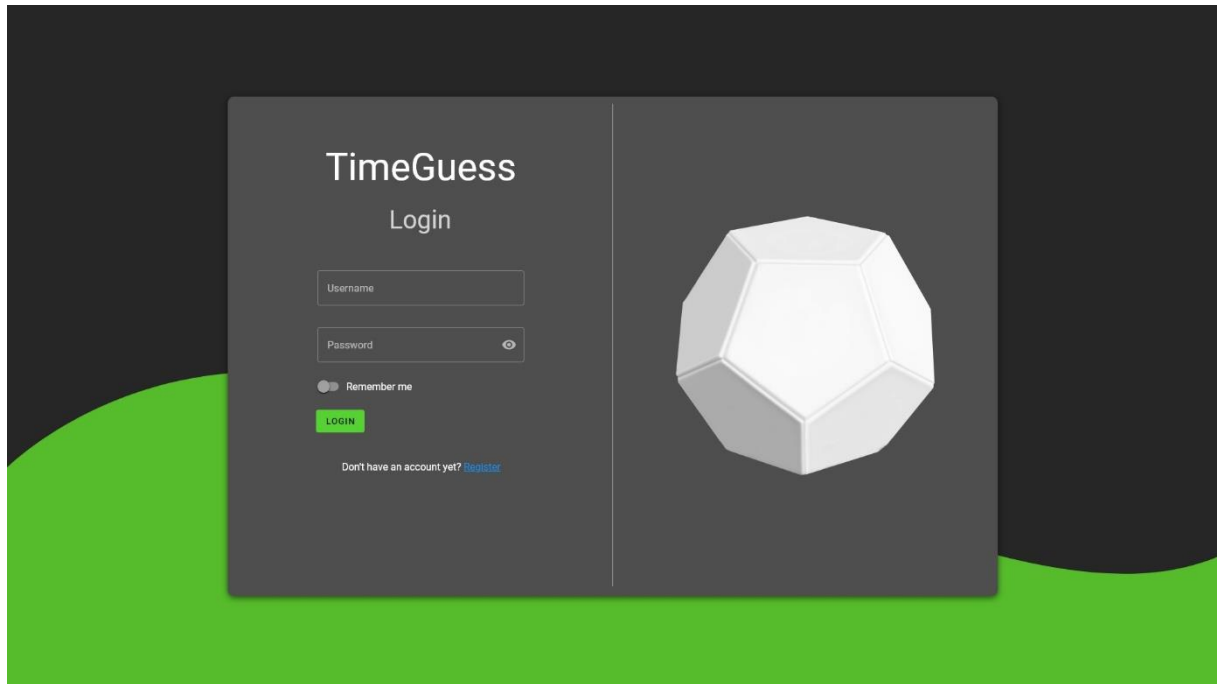 TimeGuess
Login
Username
Password
Remember me
LOGIN
Don't have an account yet? Register